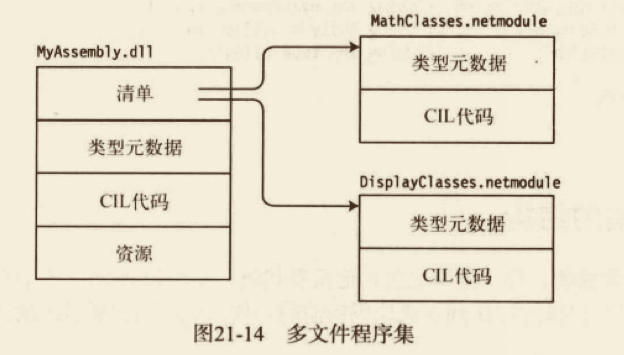 MathClasses.netmodule
MyAssembly.dll
类型元数据
清单
CIL代码
类型元数据
DisplayClasses.netmodule
CIL代码
类型元数据
资源
CIL代码
图21-14 多文件程序集